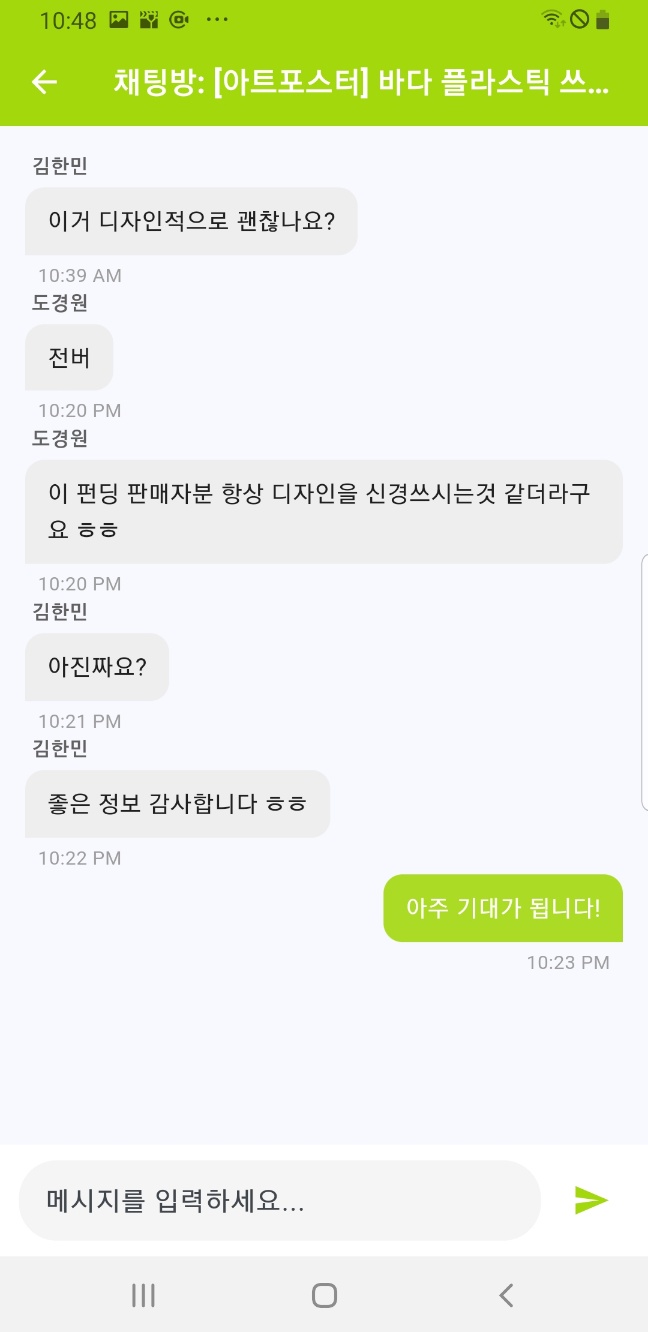 10:48
채팅방: [아트포스터] 바다 플라스틱 쓰...
김한민
이거 디자인적으로 괜찮나요?
10:39 AM
도경원
전버
10:20 PM
도경원
이 펀딩 판매자분 항상 디자인을 신경쓰시는것 같더라구
요 ㅎㅎ
10:20 PM
김한민
아진짜요?
10:21 PM
김한민
좋은 정보 감사합니다 ㅎㅎ
10:22 PM
아주 기대가 됩니다!
10:23 PM
메시지를 입력하세요...